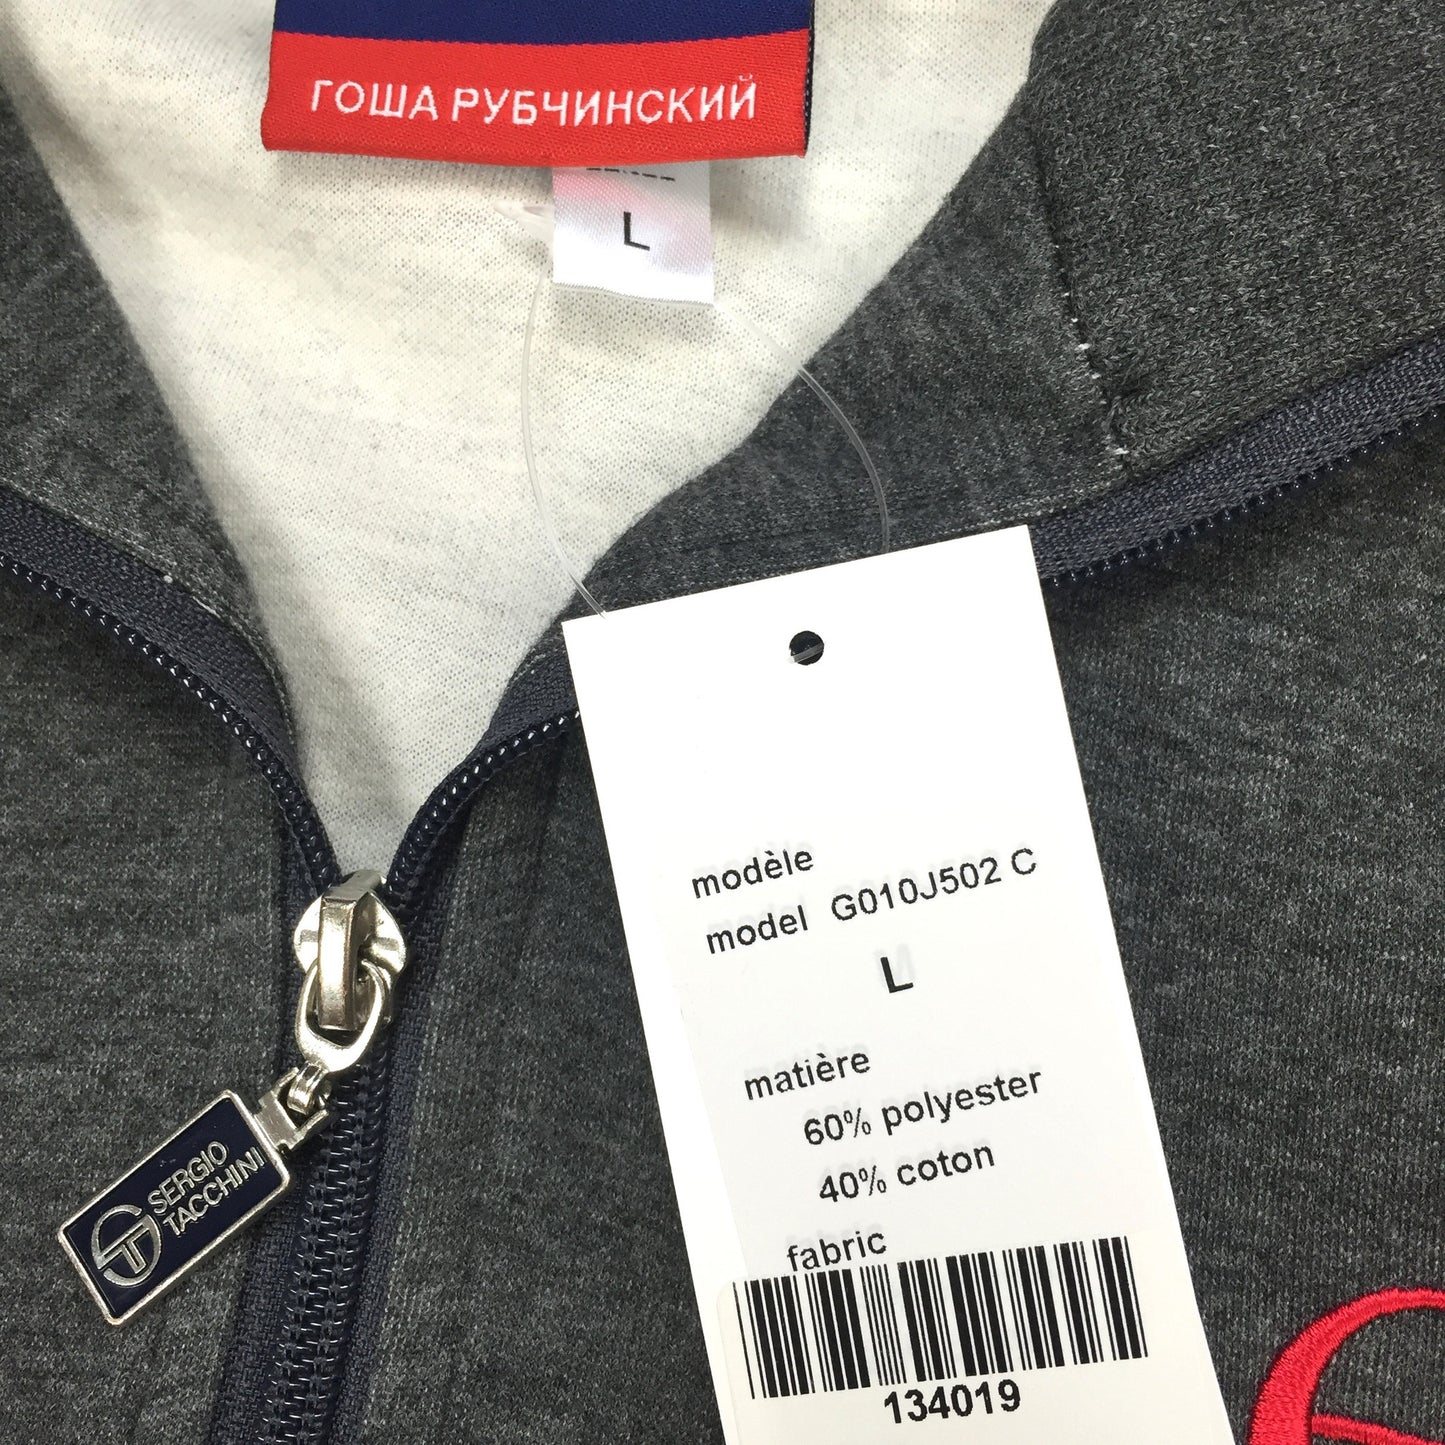 ГОША РУБЧИНСКИЙ
L
modèle
model G010J502 C
L
matière
60% polyester
40% coton
fabric
134019
SERGIO
TACCHINI